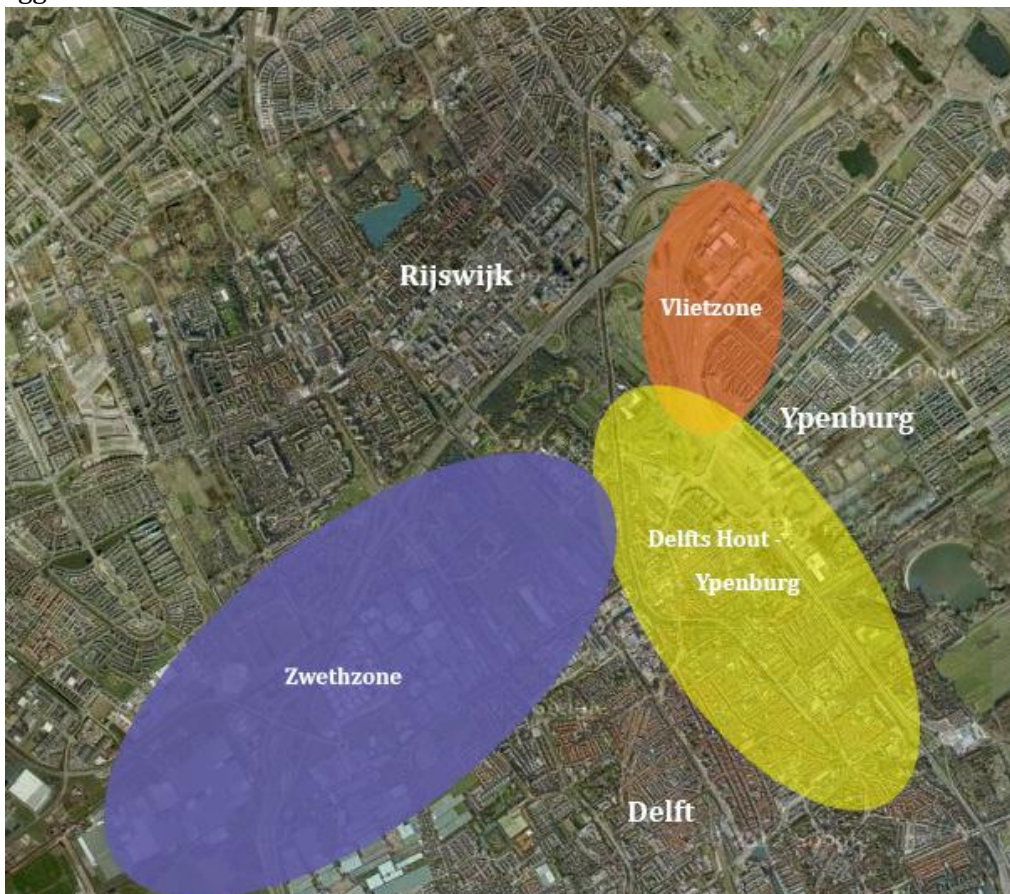 Rijswijk
Vlietzone
Ypenburg
Delfts Hout -
Ypenburg
Zwethzone
Delft